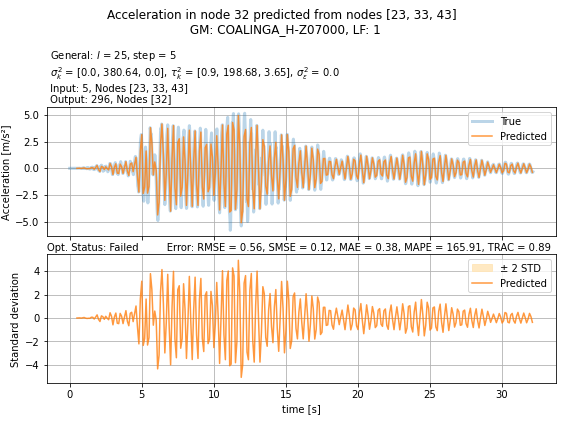 Acceleration in node 32 predicted from nodes [23, 33, 43]
GM: COALINGA_H-Z07000, LF: 1
General: l = 25, step = 5
σ²ₖ = [0.0, 380.64, 0.0], τ²ₖ = [0.9, 198.68, 3.65], σ²ₑ = 0.0
Input: 5, Nodes [23, 33, 43]
Output: 296, Nodes [32]
5.0
2.5
0.0
−2.5
−5.0
Acceleration [m/s²]
True
Predicted
Opt. Status: Failed
Error: RMSE = 0.56, SMSE = 0.12, MAE = 0.38, MAPE = 165.91, TRAC = 0.89
4
2
0
−2
−4
Standard deviation
± 2 STD
Predicted
0 5 10 15 20 25 30
time [s]